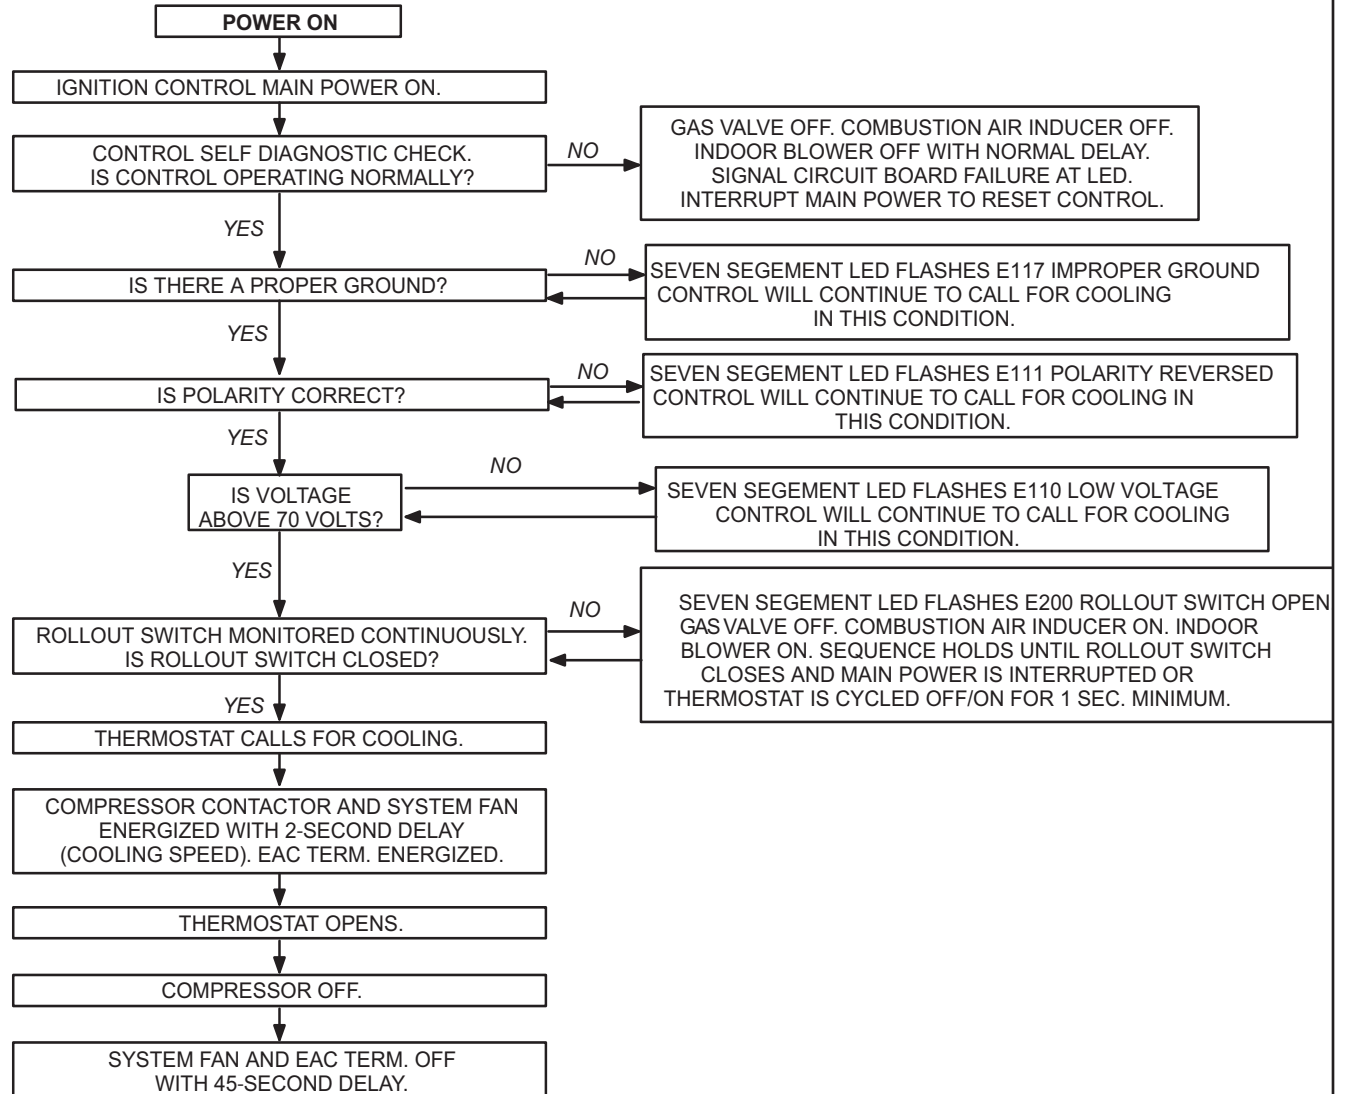 POWER ON
IGNITION CONTROL MAIN POWER ON.
CONTROL SELF DIAGNOSTIC CHECK.
IS CONTROL OPERATING NORMALLY?
NO
GAS VALVE OFF. COMBUSTION AIR INDUCER OFF.
INDOOR BLOWER OFF WITH NORMAL DELAY.
SIGNAL CIRCUIT BOARD FAILURE AT LED.
INTERRUPT MAIN POWER TO RESET CONTROL.
YES
IS THERE A PROPER GROUND?
NO
SEVEN SEGEMENT LED FLASHES E117 IMPROPER GROUND
CONTROL WILL CONTINUE TO CALL FOR COOLING
IN THIS CONDITION.
YES
IS POLARITY CORRECT?
NO
SEVEN SEGEMENT LED FLASHES E111 POLARITY REVERSED
CONTROL WILL CONTINUE TO CALL FOR COOLING IN
THIS CONDITION.
YES
IS VOLTAGE
ABOVE 70 VOLTS?
NO
SEVEN SEGEMENT LED FLASHES E110 LOW VOLTAGE
CONTROL WILL CONTINUE TO CALL FOR COOLING
IN THIS CONDITION.
YES
ROLLOUT SWITCH MONITORED CONTINUOUSLY.
IS ROLLOUT SWITCH CLOSED?
NO
SEVEN SEGEMENT LED FLASHES E200 ROLLOUT SWITCH OPEN
GAS VALVE OFF. COMBUSTION AIR INDUCER ON. INDOOR
BLOWER ON. SEQUENCE HOLDS UNTIL ROLLOUT SWITCH
CLOSES AND MAIN POWER IS INTERRUPTED OR
THERMOSTAT IS CYCLED OFF/ON FOR 1 SEC. MINIMUM.
YES
THERMOSTAT CALLS FOR COOLING.
COMPRESSOR CONTACTOR AND SYSTEM FAN
ENERGIZED WITH 2-SECOND DELAY
(COOLING SPEED). EAC TERM. ENERGIZED.
THERMOSTAT OPENS.
COMPRESSOR OFF.
SYSTEM FAN AND EAC TERM. OFF
WITH 45-SECOND DELAY.